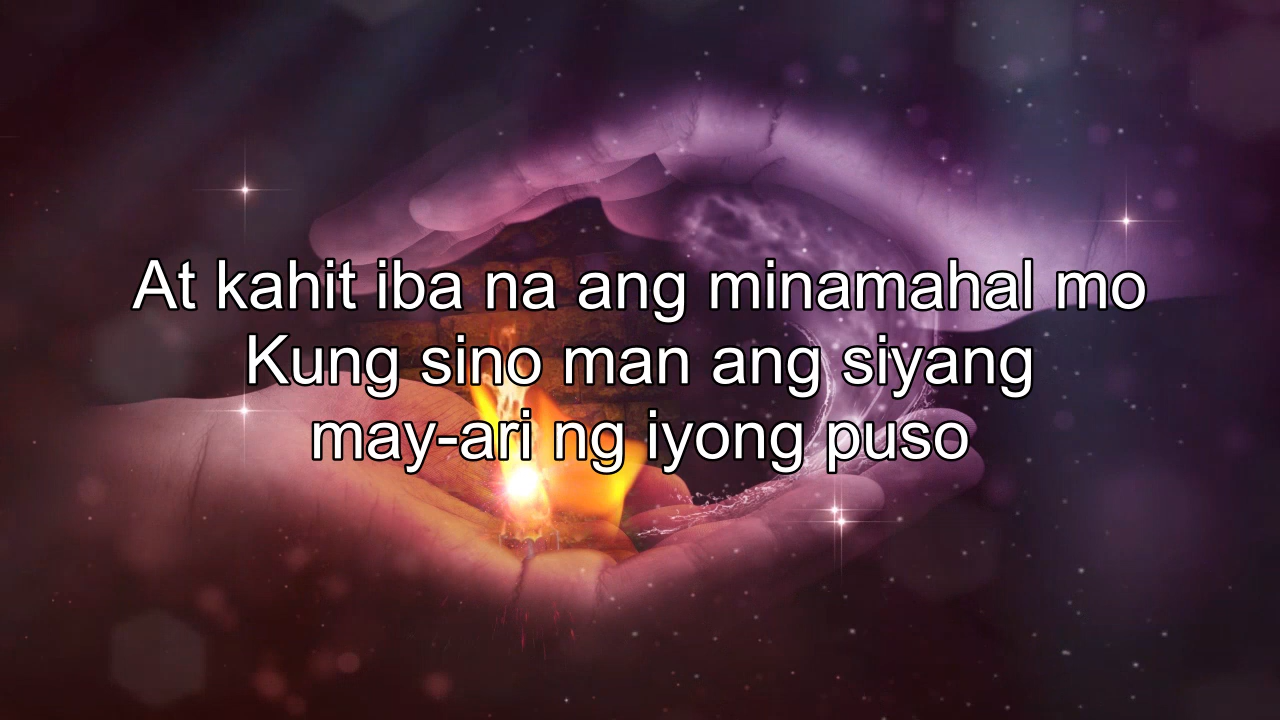 At kahit iba na ang minamahal mo
Kung sino man ang siyang
may-ari ng iyong puso